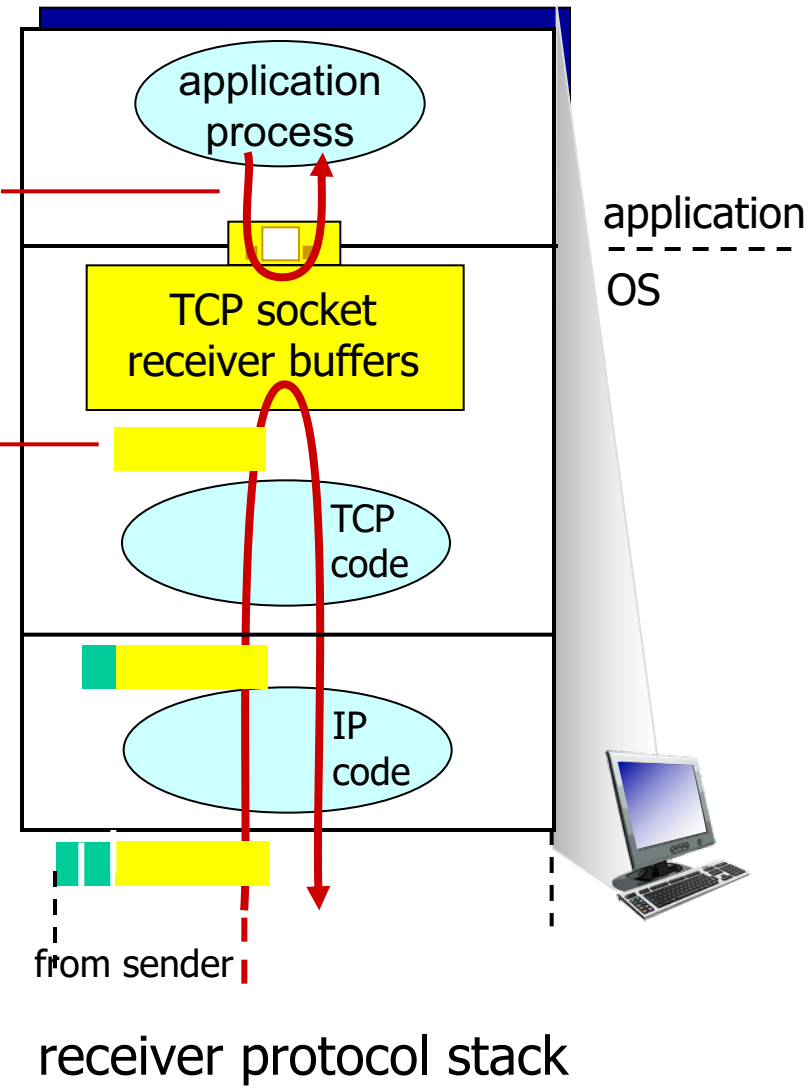 application
process
application
OS
TCP socket
receiver buffers
TCP
code
IP
code
from sender
receiver protocol stack